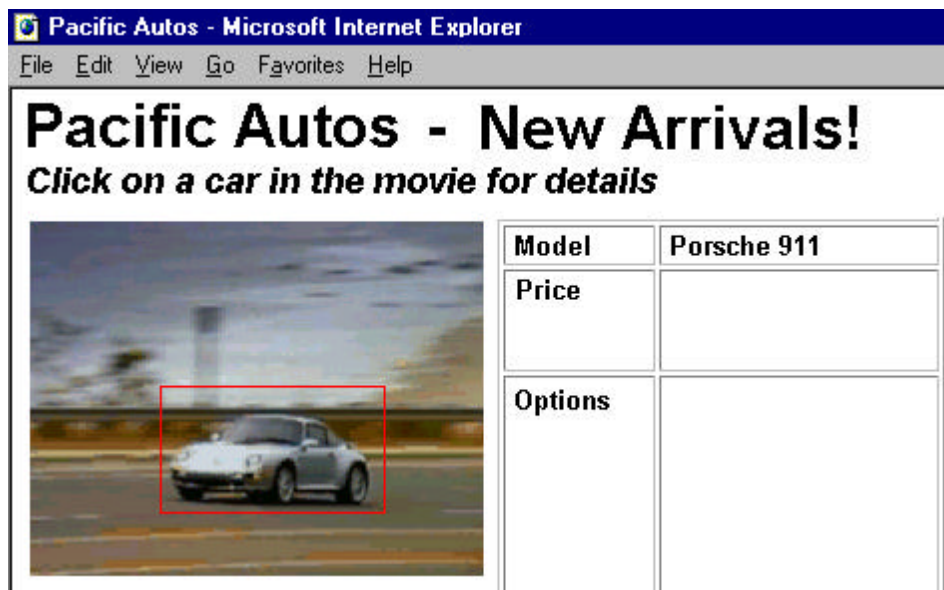 Pacific Autos - Microsoft Internet Explorer
File Edit View Go Favorites Help
Pacific Autos - New Arrivals!
Click on a car in the movie for details
Model Porsche 911
Price
Options